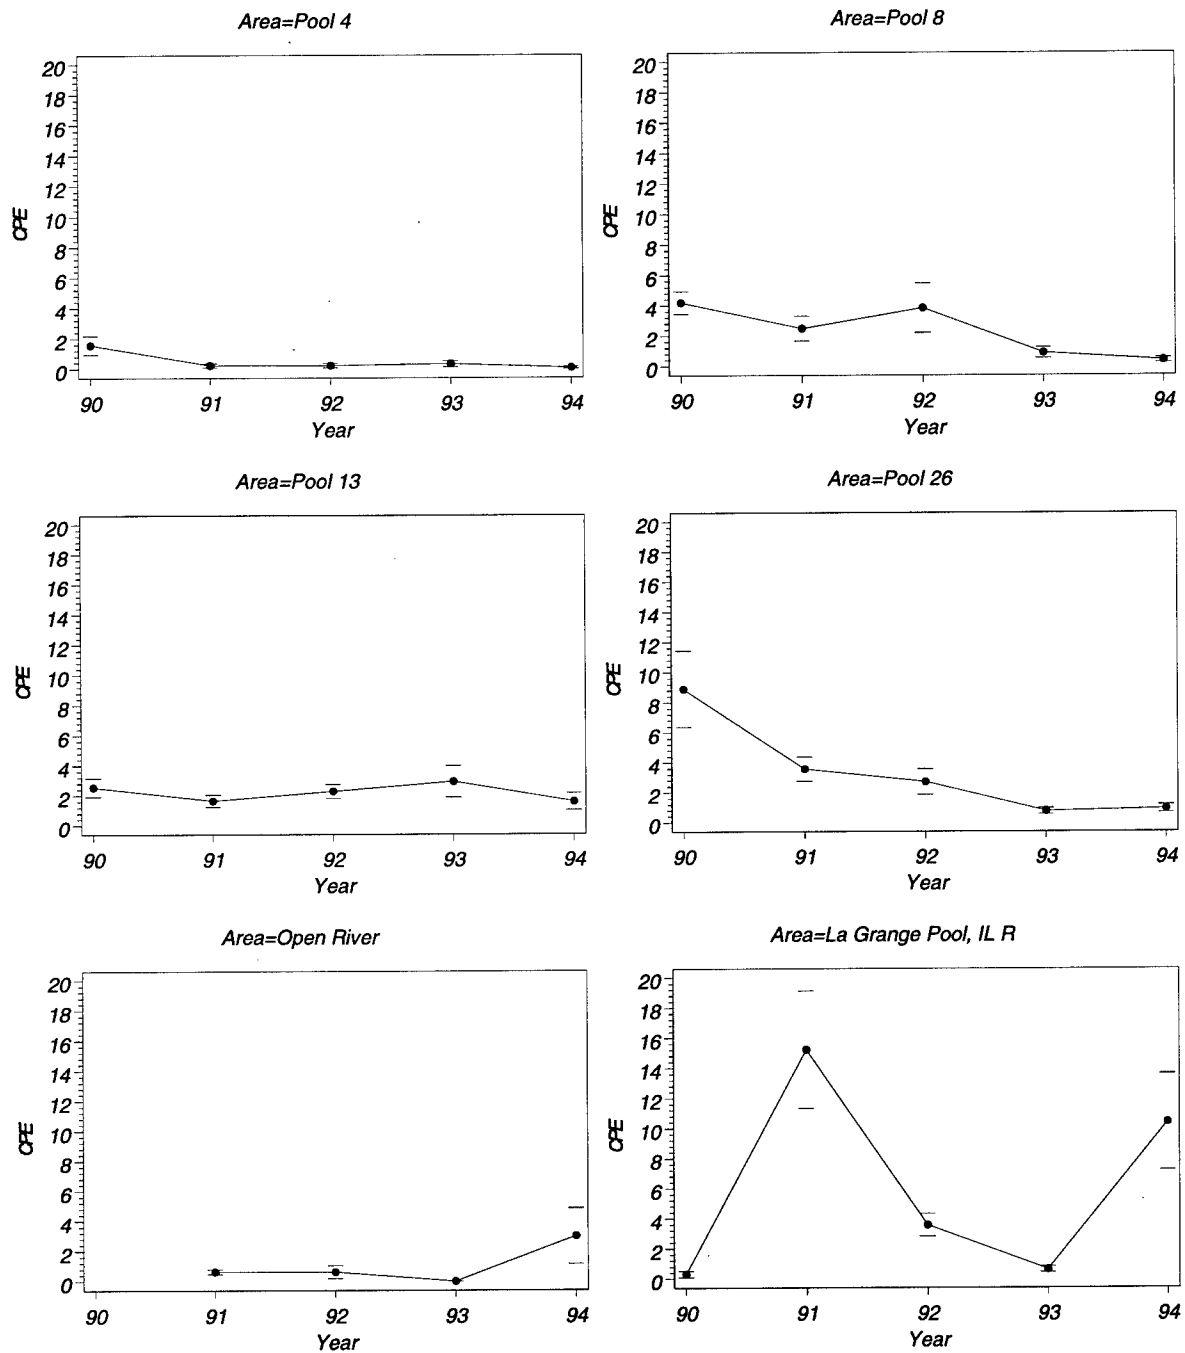 Area=Pool 4
20
18
16
14
12
10
8
6
4
2
0
CPE
90 91 92 93 94
Year
Area=Pool 8
20
18
16
14
12
10
8
6
4
2
0
CPE
90 91 92 93 94
Year
Area=Pool 13
20
18
16
14
12
10
8
6
4
2
0
CPE
90 91 92 93 94
Year
Area=Pool 26
20
18
16
14
12
10
8
6
4
2
0
CPE
90 91 92 93 94
Year
Area=Open River
20
18
16
14
12
10
8
6
4
2
0
CPE
90 91 92 93 94
Year
Area=La Grange Pool, IL R
20
18
16
14
12
10
8
6
4
2
0
CPE
90 91 92 93 94
Year